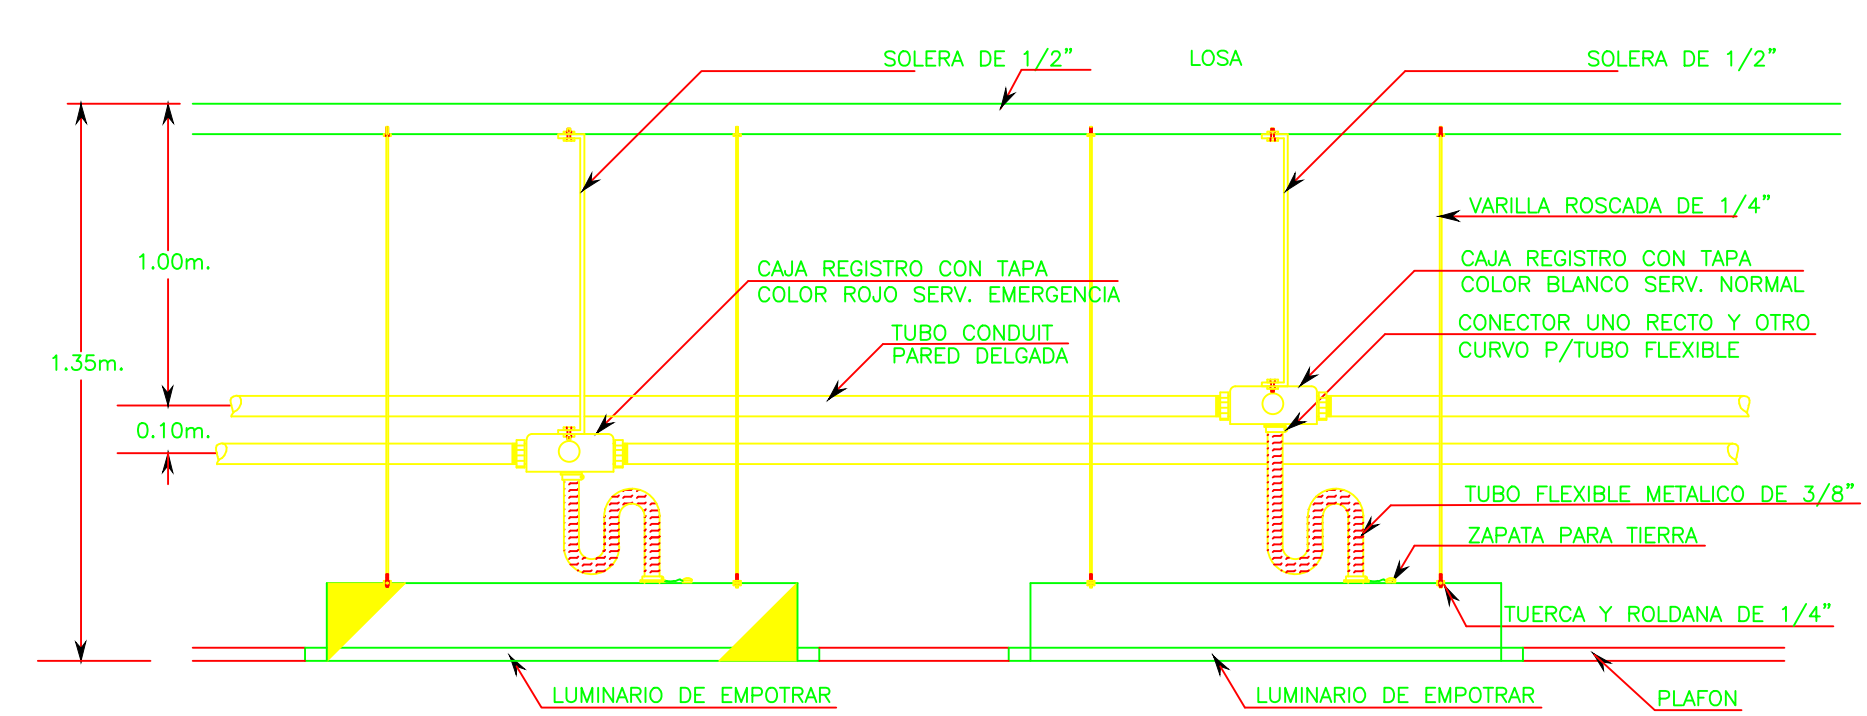 SOLERA DE 1/2"
LOSA
SOLERA DE 1/2"
VARILLA ROSCADA DE 1/4"
1.00m.
CAJA REGISTRO CON TAPA
COLOR ROJO SERV. EMERGENCIA
CAJA REGISTRO CON TAPA
COLOR BLANCO SERV. NORMAL
TUBO CONDUIT
PARED DELGADA
CONECTOR UNO RECTO Y OTRO
CURVO P/TUBO FLEXIBLE
1.35m.
0.10m.
TUBO FLEXIBLE METALICO DE 3/8"
ZAPATA PARA TIERRA
TUERCA Y ROLDANA DE 1/4"
LUMINARIO DE EMPOTRAR
LUMINARIO DE EMPOTRAR
PLAFON